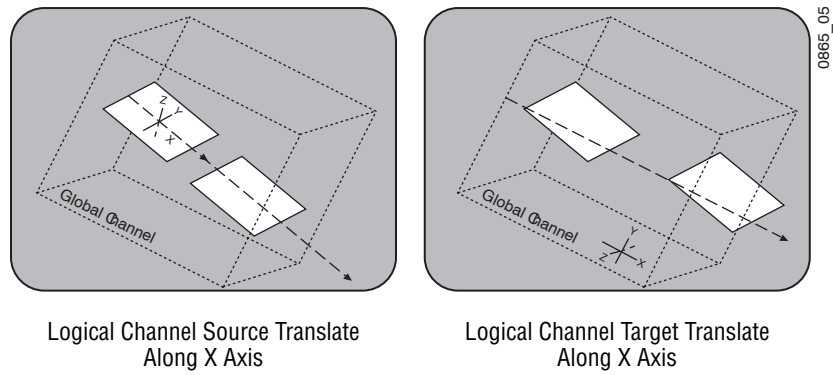 0865_05
Z
Y
X
Global Channel
Logical Channel Source Translate
Along X Axis
Global Channel
Y
Z
X
Logical Channel Target Translate
Along X Axis